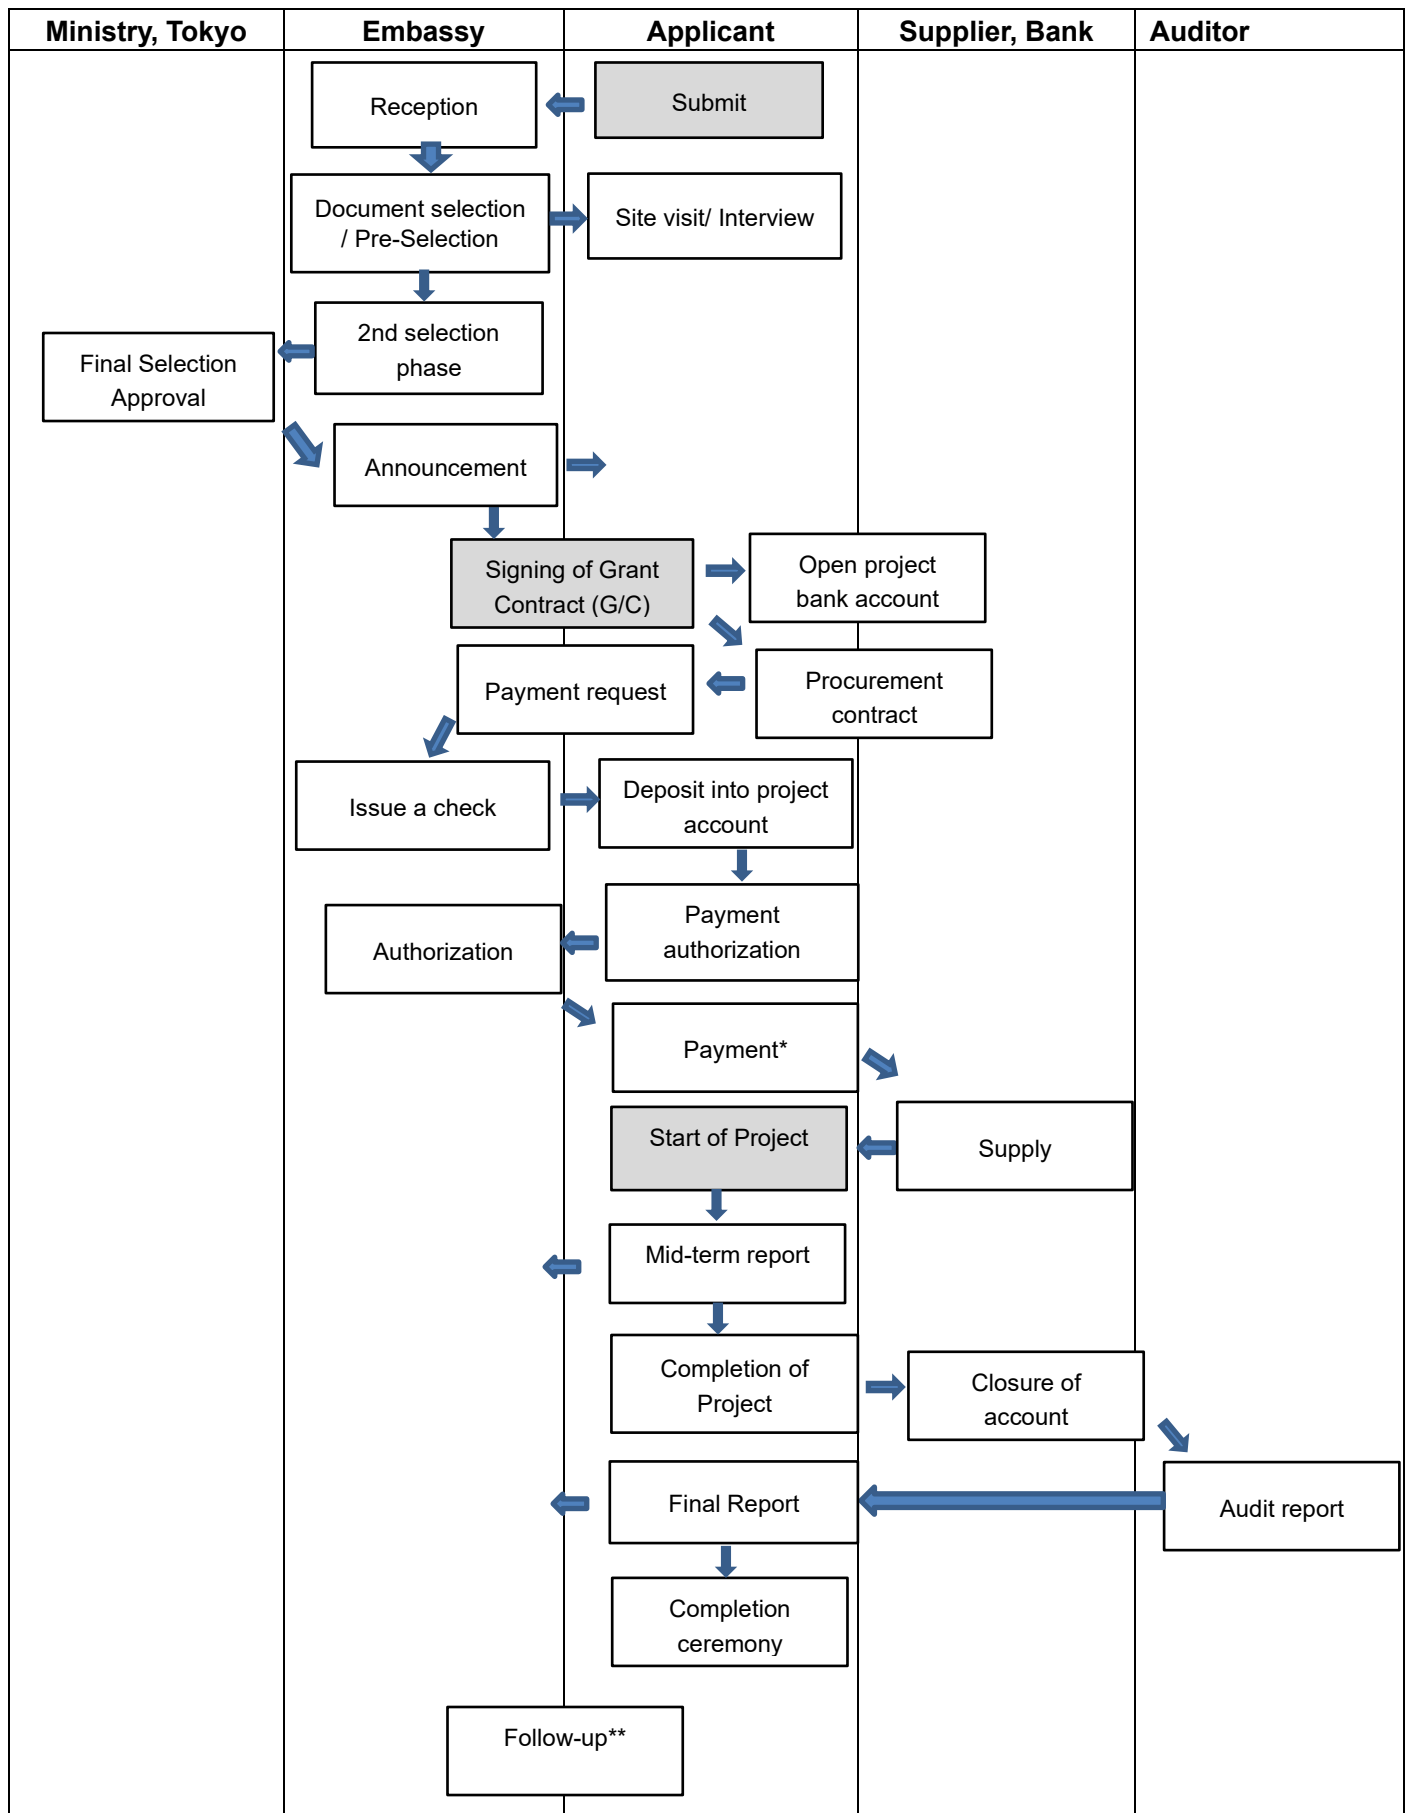 Ministry, Tokyo
Embassy
Applicant
Supplier, Bank
Auditor
Reception
Submit
Document selection
/ Pre-Selection
Site visit/ Interview
2nd selection
phase
Final Selection
Approval
Announcement
Signing of Grant
Contract (G/C)
Open project
bank account
Payment request
Procurement
contract
Issue a check
Deposit into project
account
Payment
authorization
Authorization
Payment*
Start of Project
Supply
Mid-term report
Completion of
Project
Closure of
account
Final Report
Audit report
Completion
ceremony
Follow-up**